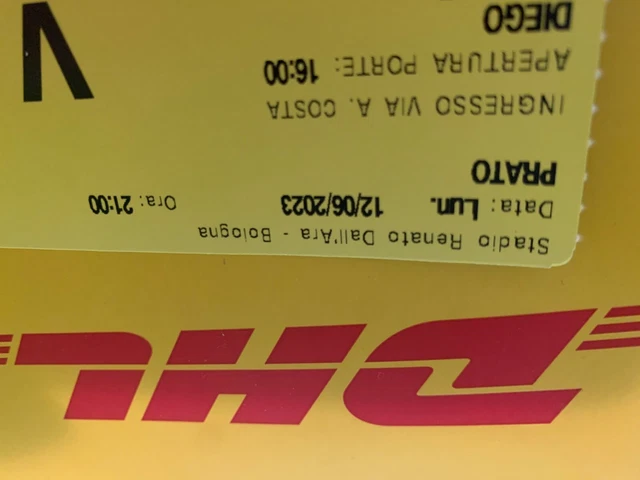 DHL
Stadio Renato Dall'Ara - Bologna
Data: Lun. 12/06/2023 Ora: 21:00
PRATO
INGRESSO VIA A. COSTA
APERTURA PORTE: 16:00
DIEGO